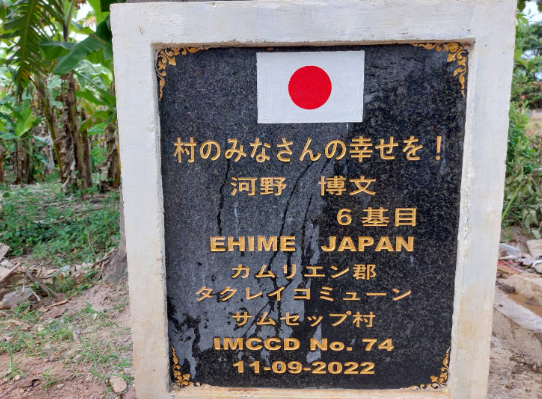 村のみなさんの幸せを！
河野　博文
6基目
EHIME JAPAN
カムリエン郡
タクレイコミューン
サムセップ村
IMCCD No. 74
11-09-2022